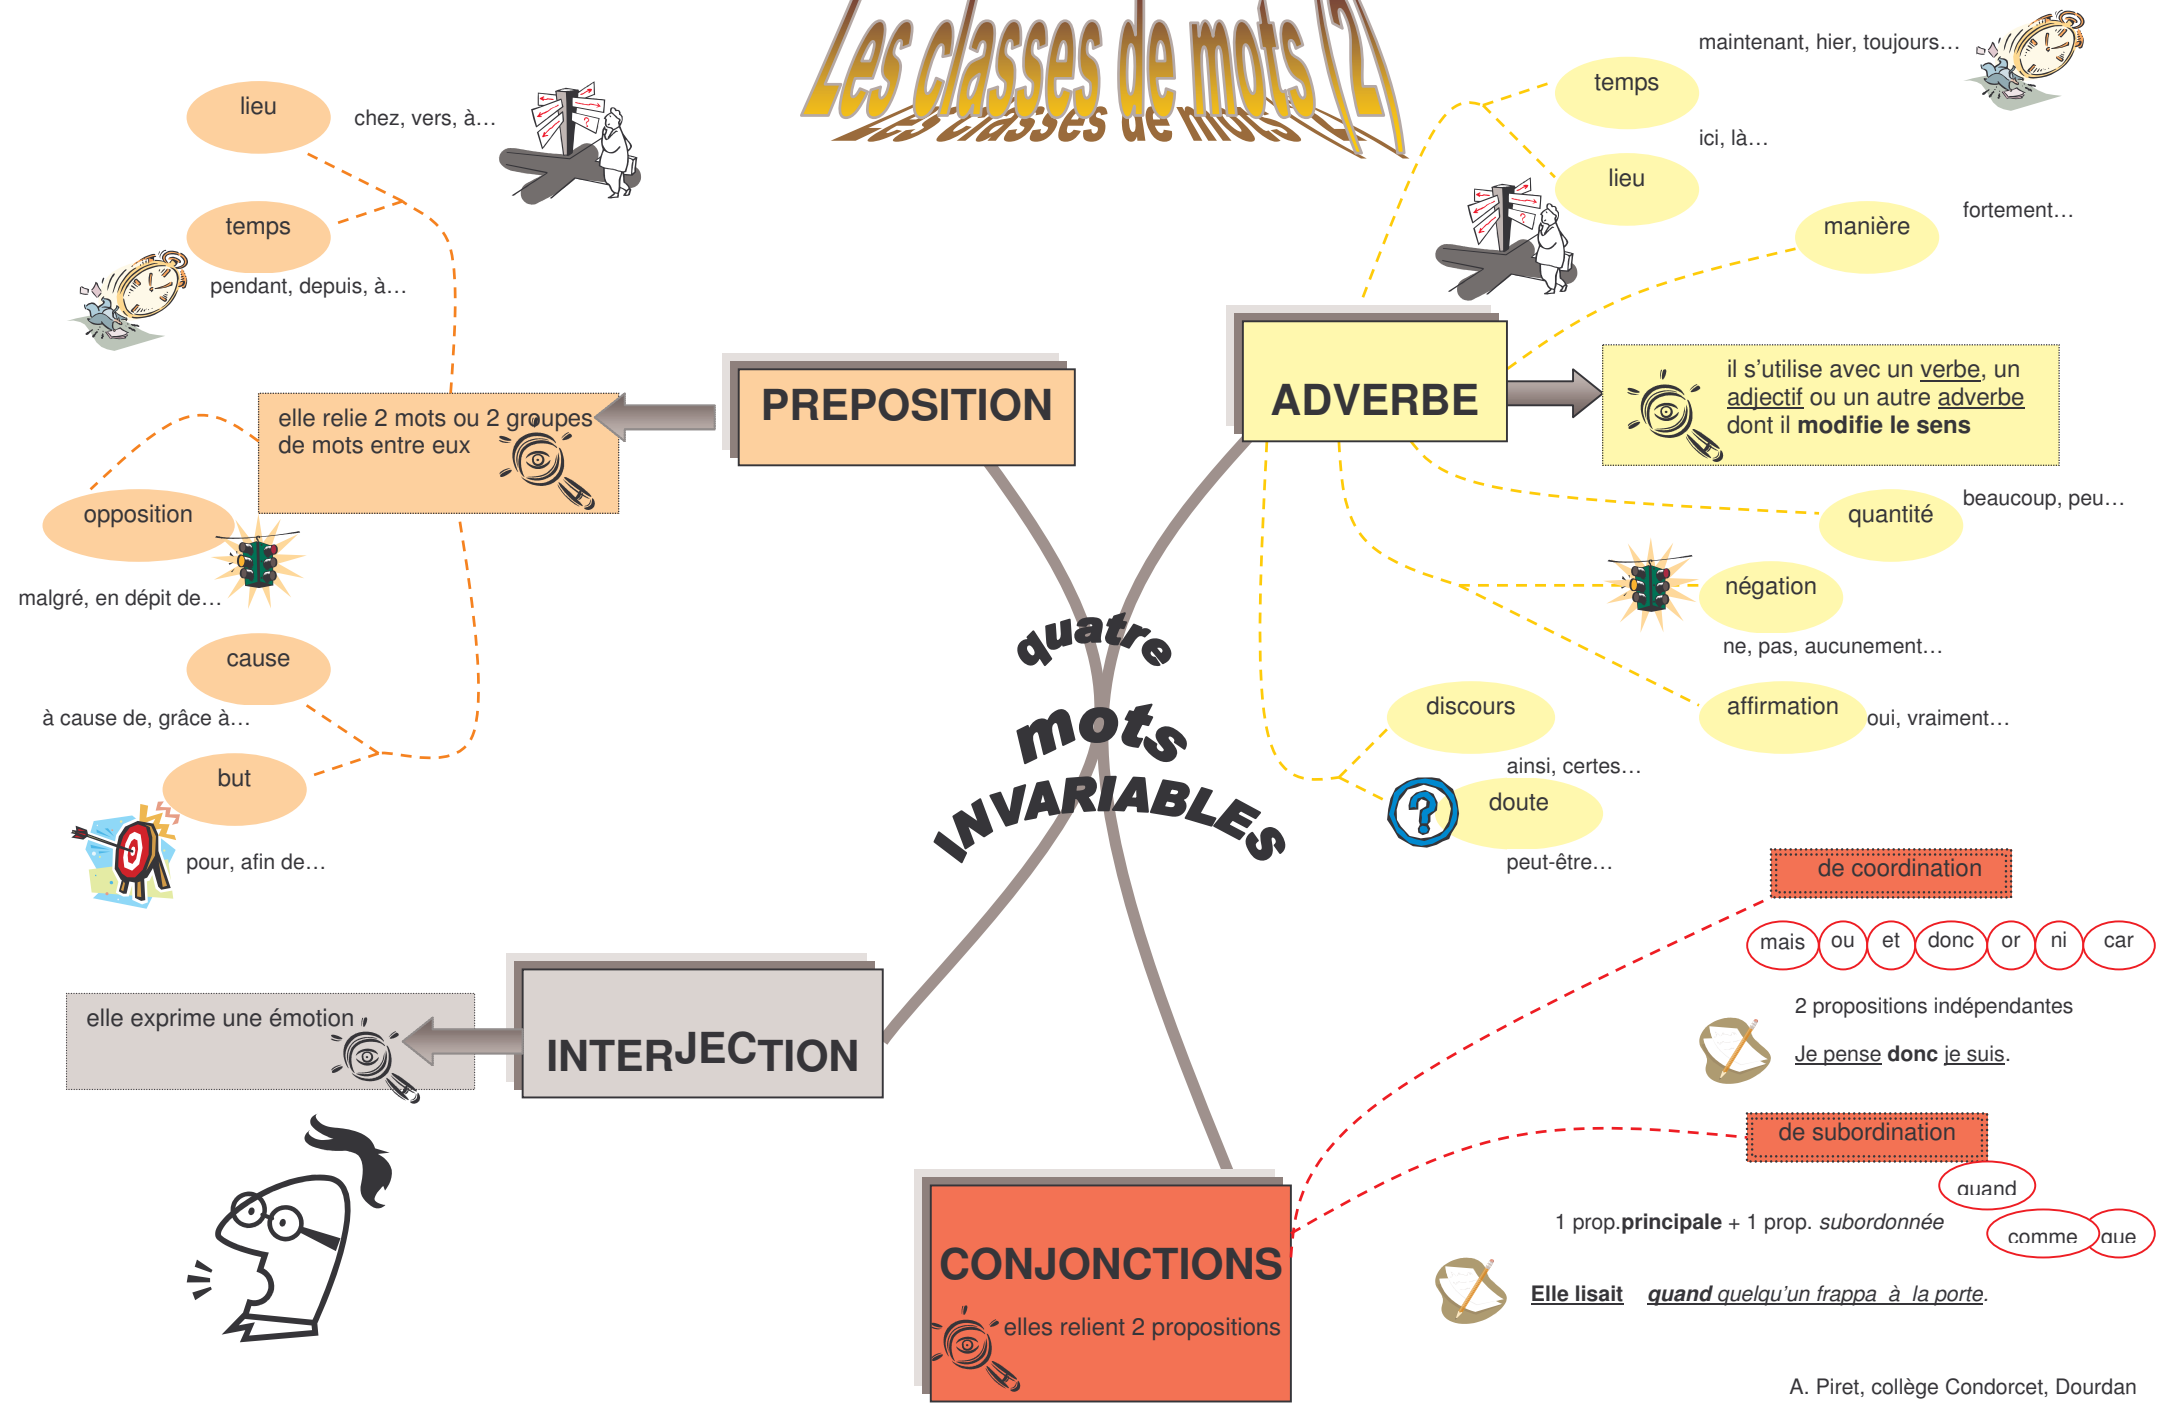 Les classes de mots (2)
lieu
chez, vers, à…
temps
pendant, depuis, à…
PREPOSITION
elle relie 2 mots ou 2 groupes
de mots entre eux
opposition
malgré, en dépit de…
cause
à cause de, grâce à…
but
pour, afin de…
maintenant, hier, toujours…
temps
ici, là…
lieu
manière
fortement…
ADVERBE
il s’utilise avec un verbe, un
adjectif ou un autre adverbe
dont il modifie le sens
quantité
beaucoup, peu…
négation
ne, pas, aucunement…
affirmation
oui, vraiment…
discours
ainsi, certes…
doute
peut-être…
quatre
mots
INVARIABLES
INTERJECTION
elle exprime une émotion
CONJONCTIONS
elles relient 2 propositions
de coordination
mais ou et donc or ni car
2 propositions indépendantes
Je pense donc je suis.
de subordination
quand
1 prop.principale + 1 prop. subordonnée
comme que
Elle lisait quand quelqu’un frappa à la porte.
A. Piret, collège Condorcet, Dourdan